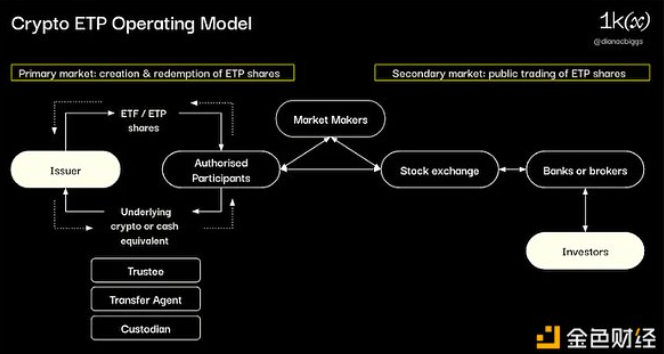 Crypto ETP Operating Model
1k(x)
@dianacbiggs
Primary market: creation & redemption of ETP shares
Secondary market: public trading of ETP shares
ETF / ETP
shares
Market Makers
Issuer
Authorised
Participants
Stock exchange
Banks or brokers
Underlying
crypto or cash
equivalent
Investors
Trustee
Transfer Agent
Custodian
金色财经